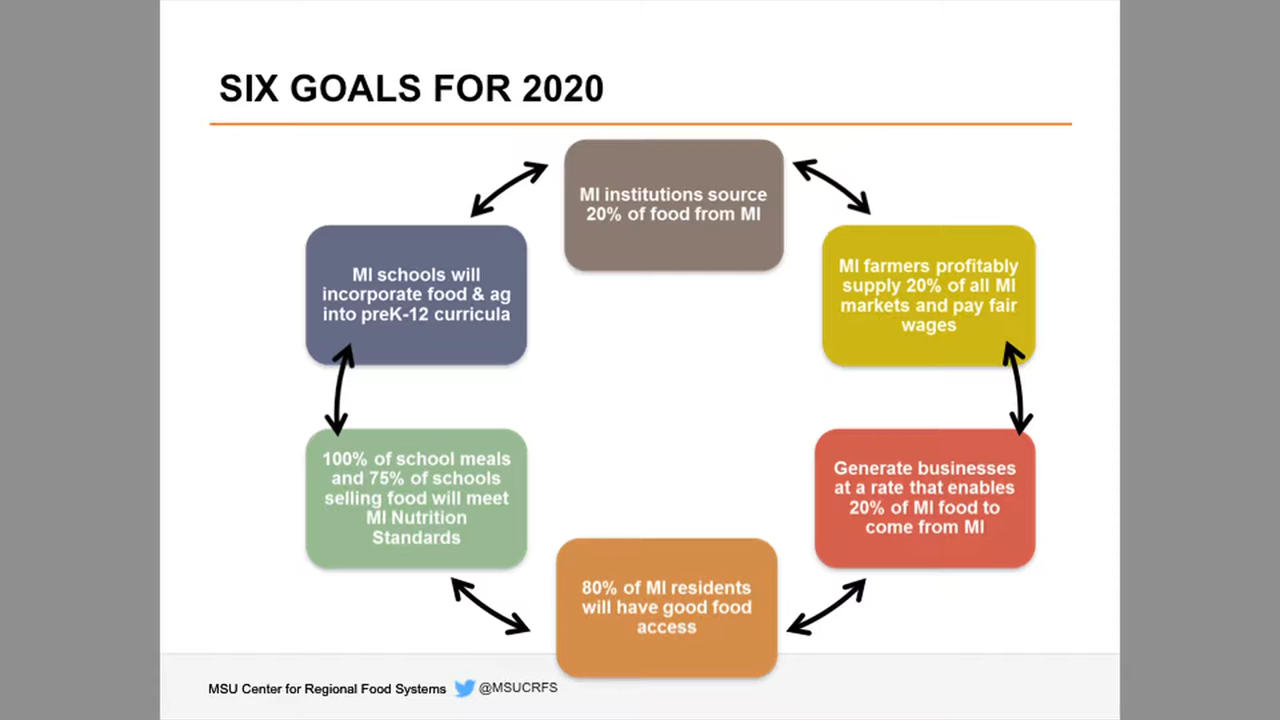 SIX GOALS FOR 2020
MI institutions source
20% of food from MI
MI farmers profitably
supply 20% of all MI
markets and pay fair
wages
Generate businesses
at a rate that enables
20% of MI food to
come from MI
80% of MI residents
will have good food
access
100% of school meals
and 75% of schools
selling food will meet
MI Nutrition
Standards
MI schools will
incorporate food & ag
into preK-12 curricula
MSU Center for Regional Food Systems @MSUCRFS